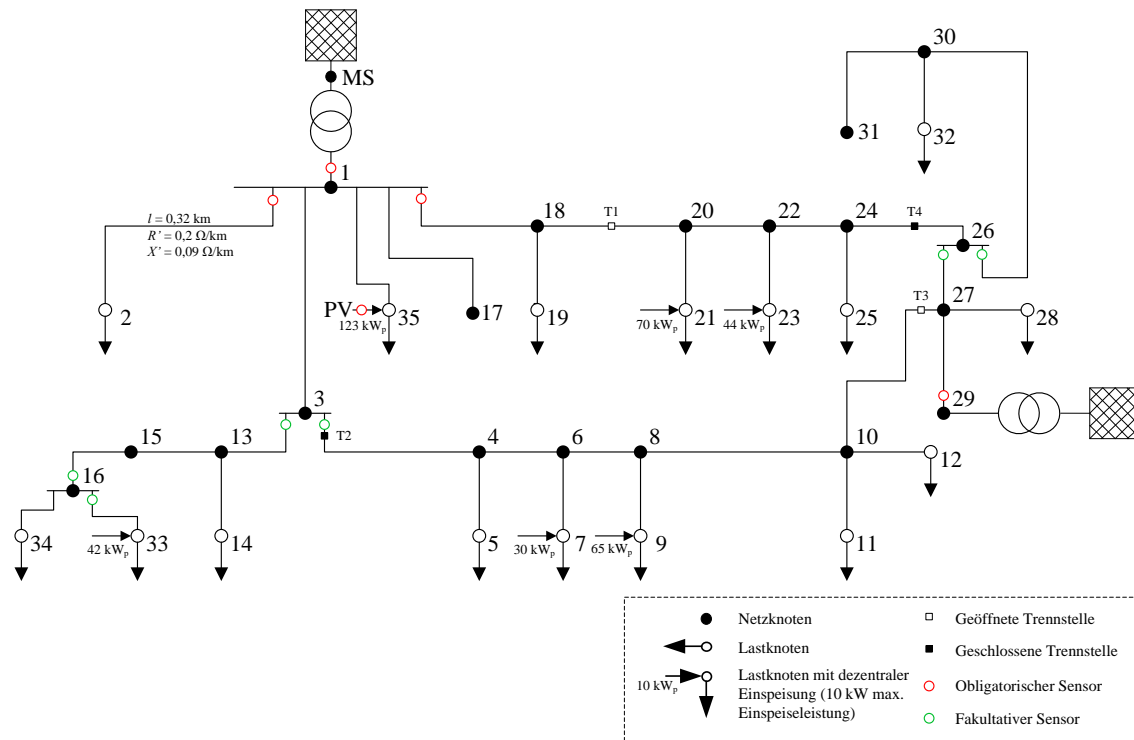 MS
30
1
31
32
l = 0,32 km
R' = 0,2 Ω/km
X' = 0,09 Ω/km
18
T1
20
22
24
T4
26
2
PV
123 kWp
35
17
19
70 kWp
21
44 kWp
23
25
T3
27
28
3
T2
29
15
13
4
6
8
10
12
16
34
42 kWp
33
14
5
30 kWp
7
65 kWp
9
11
Netzknoten
Lastknoten
10 kWp
Lastknoten mit dezentraler
Einspeisung (10 kW max.
Einspeiseleistung)
Geöffnete Trennstelle
Geschlossene Trennstelle
Obligatorischer Sensor
Fakultativer Sensor